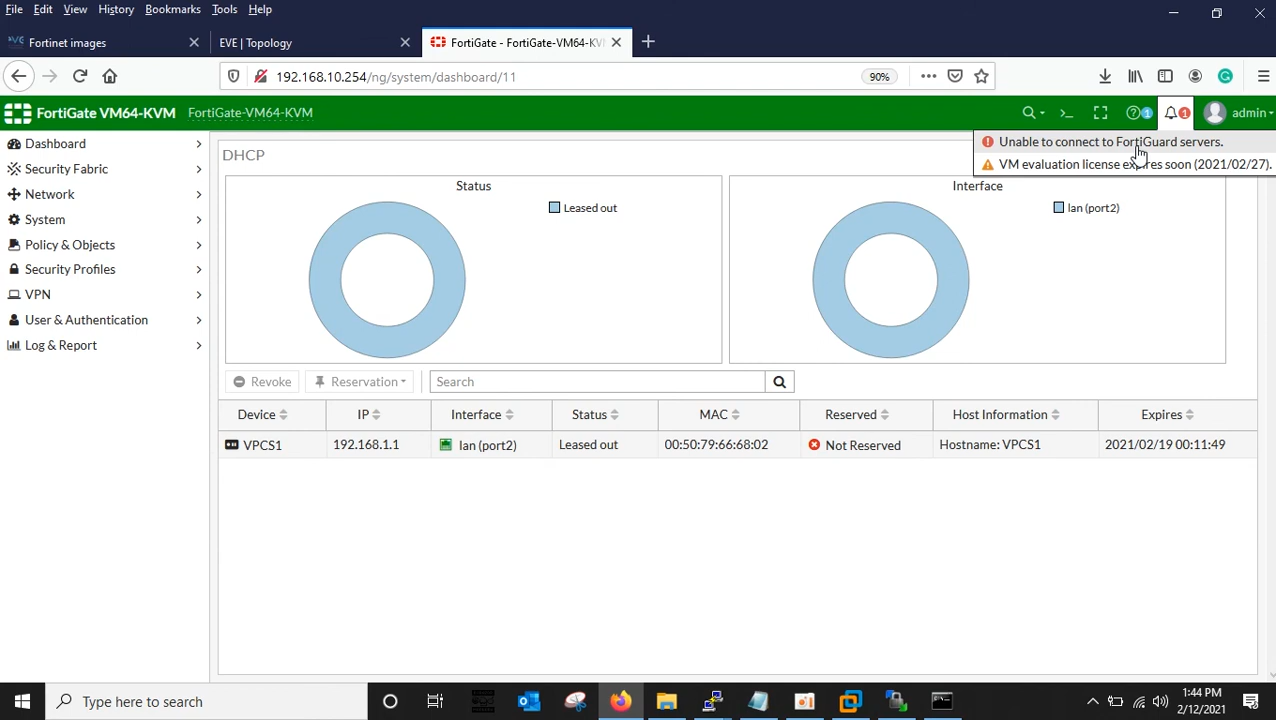 File Edit View History Bookmarks Tools Help
Fortinet images
EVE | Topology
FortiGate - FortiGate-VM64-KV
192.168.10.254/ng/system/dashboard/11
90%
FortiGate VM64-KVM
FortiGate-VM64-KVM
1
1
admin
Unable to connect to FortiGuard servers.
VM evaluation license expires soon (2021/02/27).
Dashboard
Security Fabric
Network
System
Policy & Objects
Security Profiles
VPN
User & Authentication
Log & Report
DHCP
Status
Leased out
Interface
lan (port2)
Revoke
Reservation
Search
Device IP Interface Status MAC Reserved Host Information Expires
VPCS1 192.168.1.1 lan (port2) Leased out 00:50:79:66:68:02 Not Reserved Hostname: VPCS1 2021/02/19 00:11:49
Type here to search
1:44 PM
2/12/2021